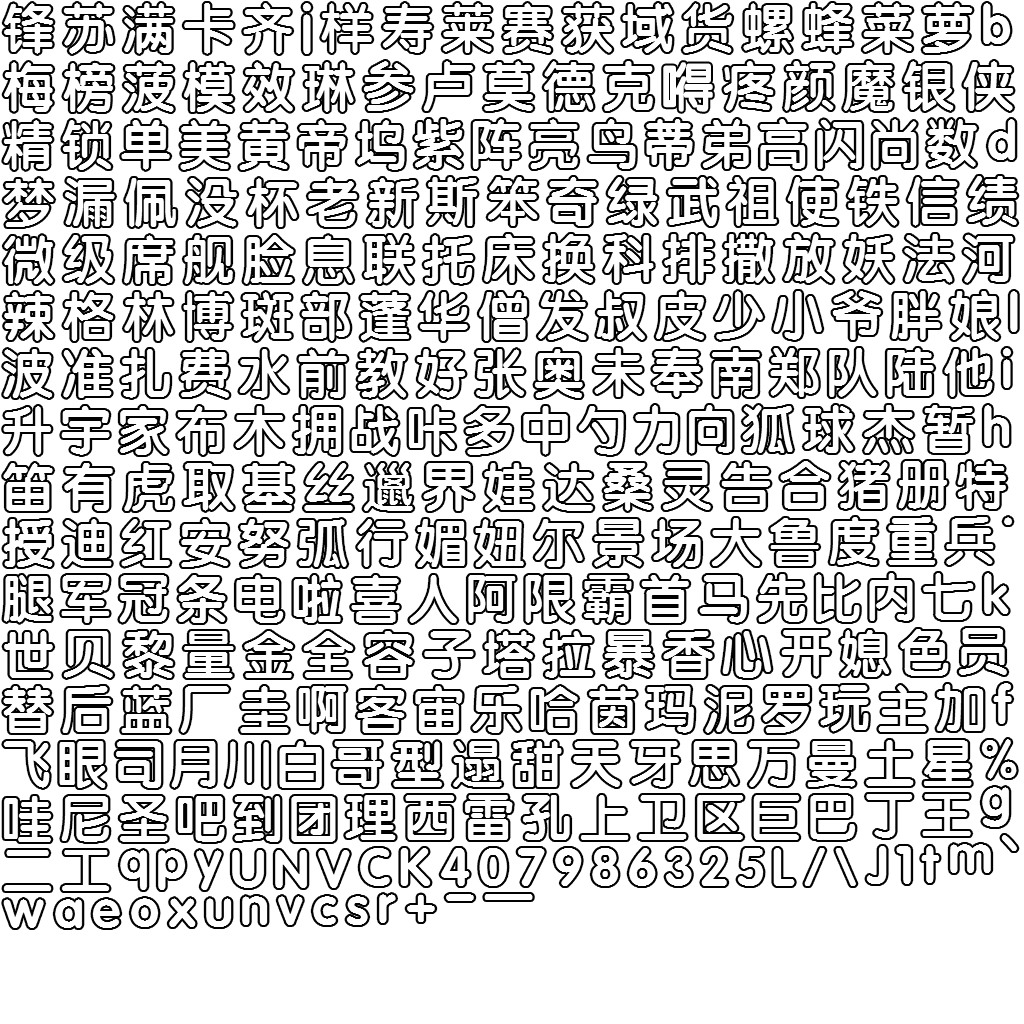 锋苏满卡齐j样寿莱赛获域货螺蜂菜萝b
梅榜菠模效琳参卢莫德克嘚疼颜魔银侠
精锁单美黄帝坞紫阵亮鸟蒂弟高闪尚数d
梦漏佩没杯老新斯笨奇绿武祖使铁信绩
微级席舰脸息联托床换科排撒放妖法河
辣格林博斑部蓬华僧发叔皮少小爷胖娘l
波准扎费水前教好张奥未奉南郑队陆他i
升宇家布木拥战咔多中勺力向狐球杰暂h
笛有虎取基丝邋界娃达桑灵告合猪册特
授迪红安努弧行媚妞尔景场大鲁度重兵·
腿军冠条电啦喜人阿限霸首马先比内七k
世贝黎量金全容子塔拉暴香心开媳色员
替后蓝厂圭啊客宙乐哈茵玛泥罗玩主加f
飞眼司月川白哥型遢甜天牙思万曼土星%
哇尼圣吧到团理西雷孔上卫区巨巴丁王g
二工qpyUNVCK407986325L/\J1tm`
waeoxunvcsr+-一